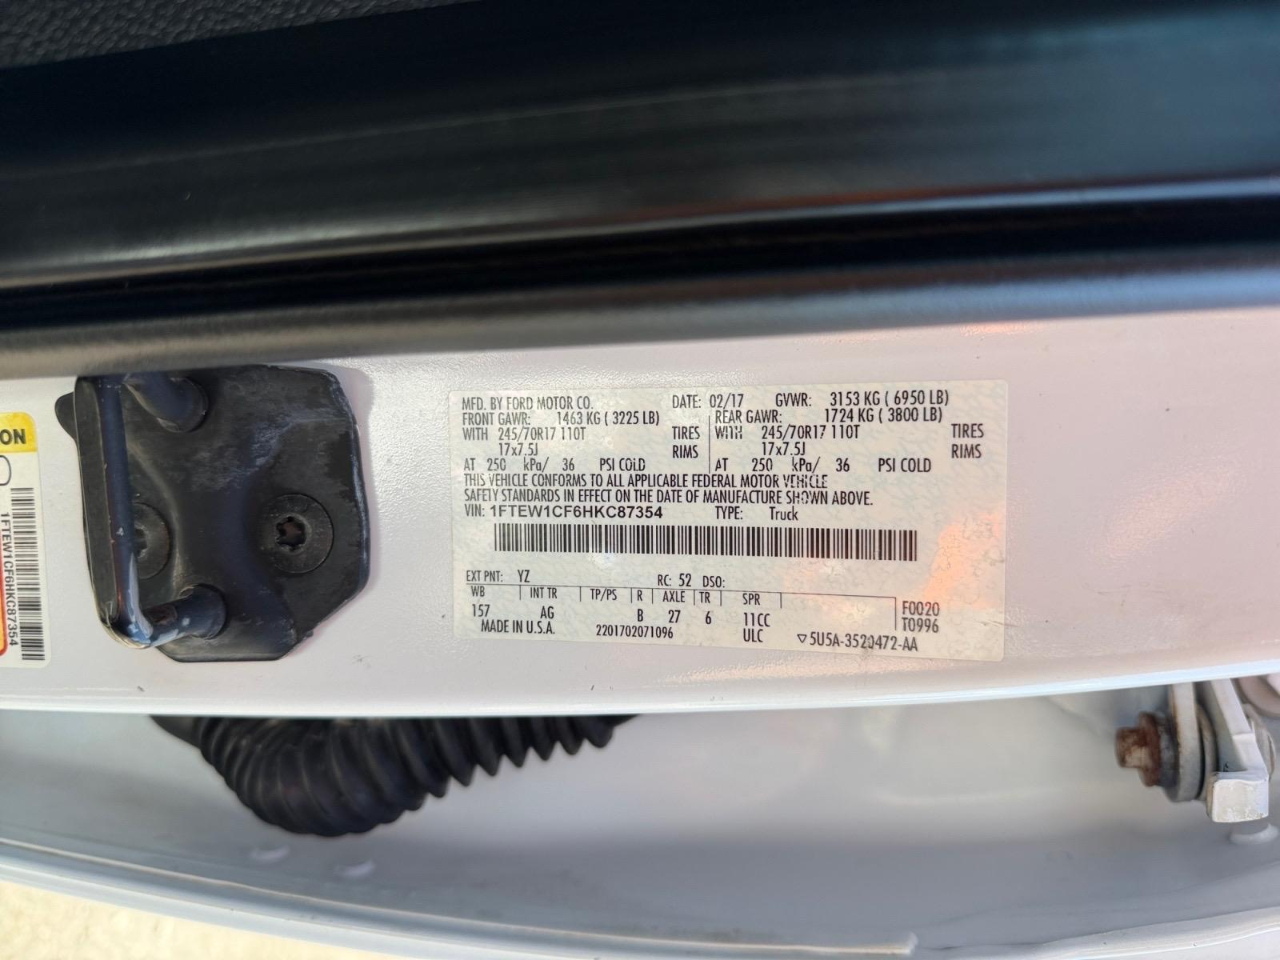 MFD. BY FORD MOTOR CO. DATE: 02/17 GVWR: 3153 KG ( 6950 LB)
FRONT GAWR: 1463 KG ( 3225 LB) REAR GAWR: 1724 KG ( 3800 LB)
WITH 245/70R17 110T TIRES WITH 245/70R17 110T TIRES
17x7.5J RIMS 17x7.5J RIMS
AT 250 kPa/ 36 PSI COLD AT 250 kPa/ 36 PSI COLD
THIS VEHICLE CONFORMS TO ALL APPLICABLE FEDERAL MOTOR VEHICLE
SAFETY STANDARDS IN EFFECT ON THE DATE OF MANUFACTURE SHOWN ABOVE.
VIN: 1FTEW1CF6HKC87354 TYPE: Truck
EXT PNT: YZ RC: 52 DSO:
WB INT TR TP/PS R AXLE TR SPR
157 AG B 27 6 11CC F0020
MADE IN U.S.A. 2201702071096 ULC ▽5U5A-3520472-AA T0996
ON
1FTEW1CF6HKC87354